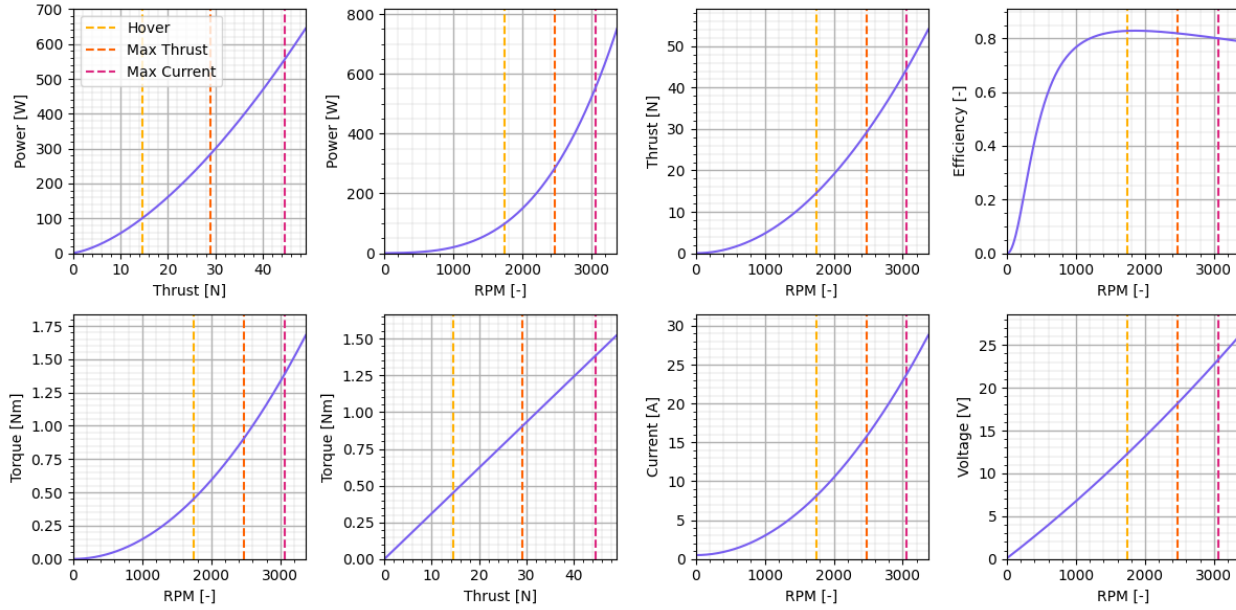 700
600
500
400
300
200
100
0
Power [W]
0 10 20 30 40
Thrust [N]
Hover
Max Thrust
Max Current
800
600
400
200
0
Power [W]
0 1000 2000 3000
RPM [-]
50
40
30
20
10
0
Thrust [N]
0 1000 2000 3000
RPM [-]
0.8
0.6
0.4
0.2
0.0
Efficiency [-]
0 1000 2000 3000
RPM [-]
1.75
1.50
1.25
1.00
0.75
0.50
0.25
0.00
Torque [Nm]
0 1000 2000 3000
RPM [-]
1.50
1.25
1.00
0.75
0.50
0.25
0.00
Torque [Nm]
0 20 40
Thrust [N]
30
25
20
15
10
5
0
Current [A]
0 1000 2000 3000
RPM [-]
25
20
15
10
5
0
Voltage [V]
0 1000 2000 3000
RPM [-]